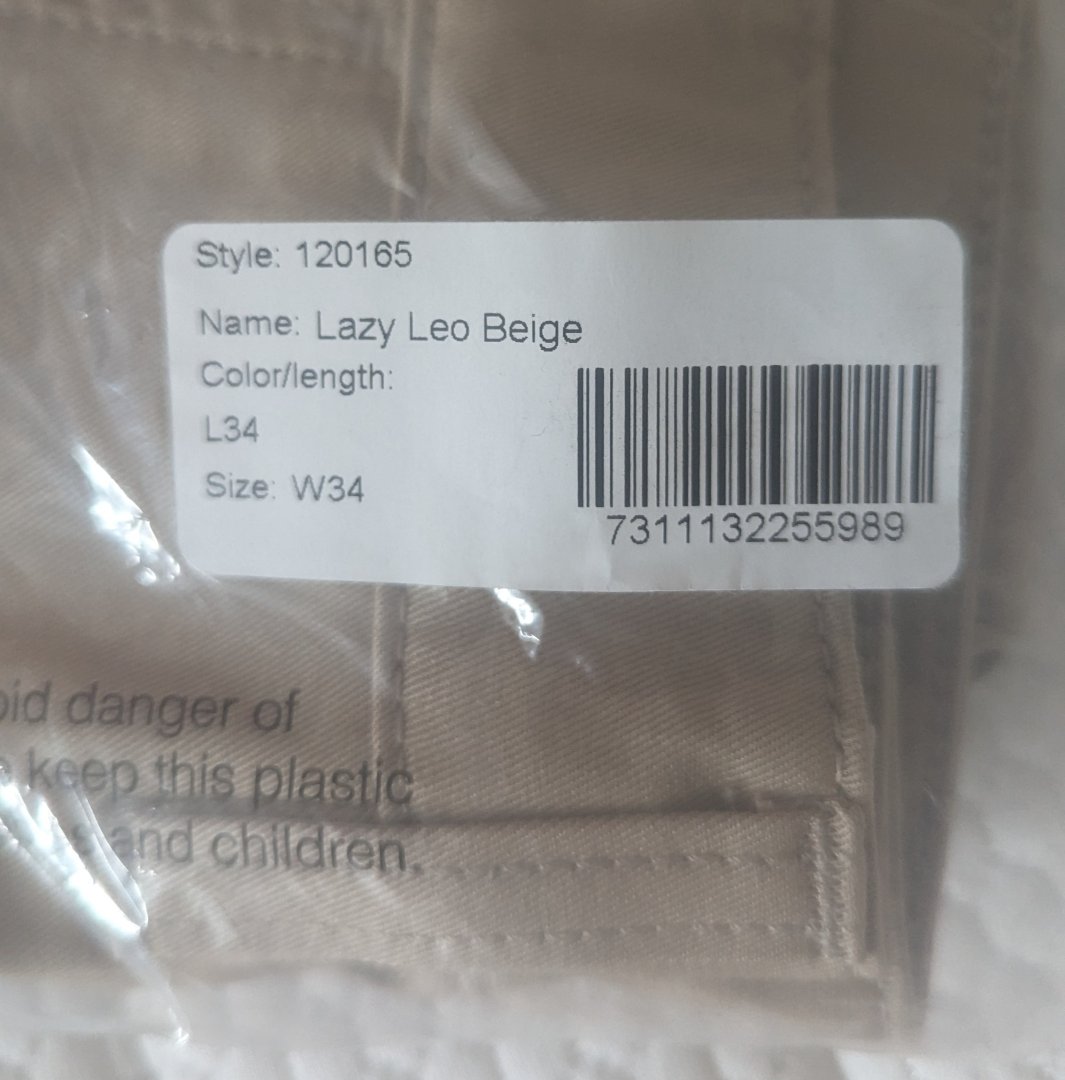 Style: 120165
Name: Lazy Leo Beige
Color/length:
L34
Size: W34
7311132255989
danger of
keep this plastic
and children.